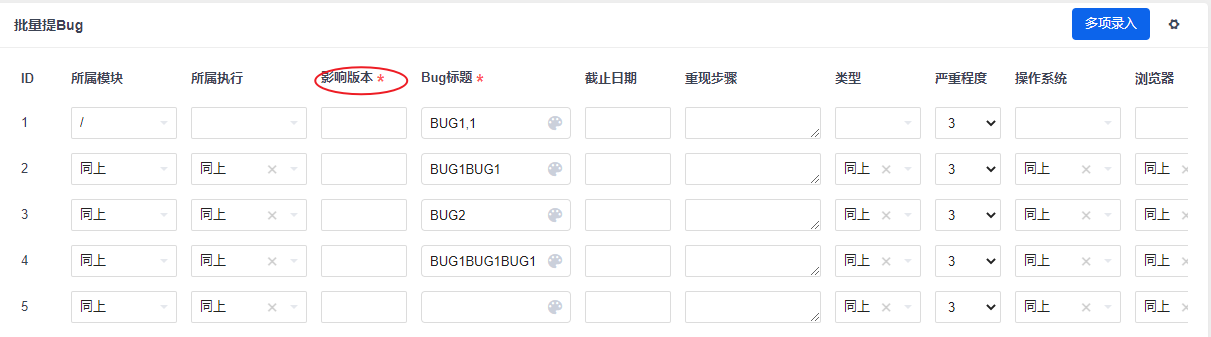 批量提Bug 多项录入
ID 所属模块 所属执行 影响版本 * Bug标题 * 截止日期 重现步骤 类型 严重程度 操作系统 浏览器
1 / BUG1,1 3
2 同上 同上 BUG1BUG1 同上 3 同上 同上
3 同上 同上 BUG2 同上 3 同上 同上
4 同上 同上 BUG1BUG1BUG1 同上 3 同上 同上
5 同上 同上 同上 3 同上 同上